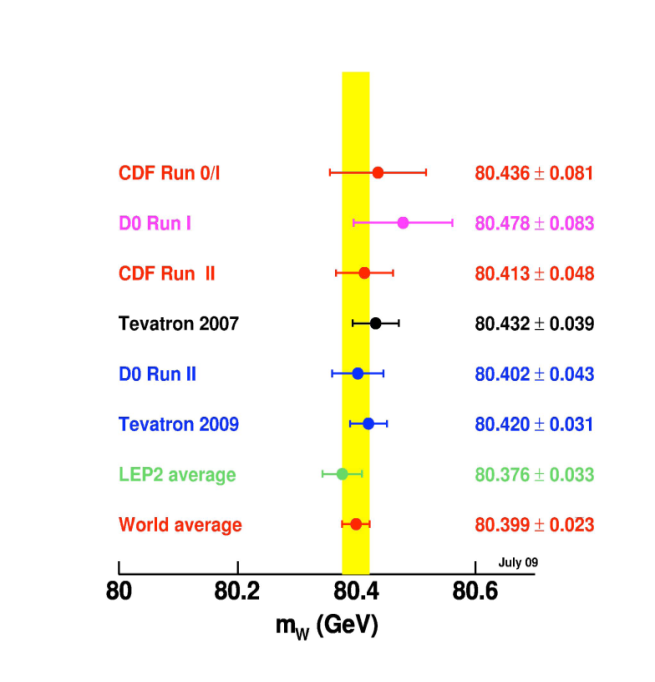 CDF Run 0/I 80.436 ± 0.081
D0 Run I 80.478 ± 0.083
CDF Run II 80.413 ± 0.048
Tevatron 2007 80.432 ± 0.039
D0 Run II 80.402 ± 0.043
Tevatron 2009 80.420 ± 0.031
LEP2 average 80.376 ± 0.033
World average 80.399 ± 0.023
July 09
80 80.2 80.4 80.6
mW (GeV)